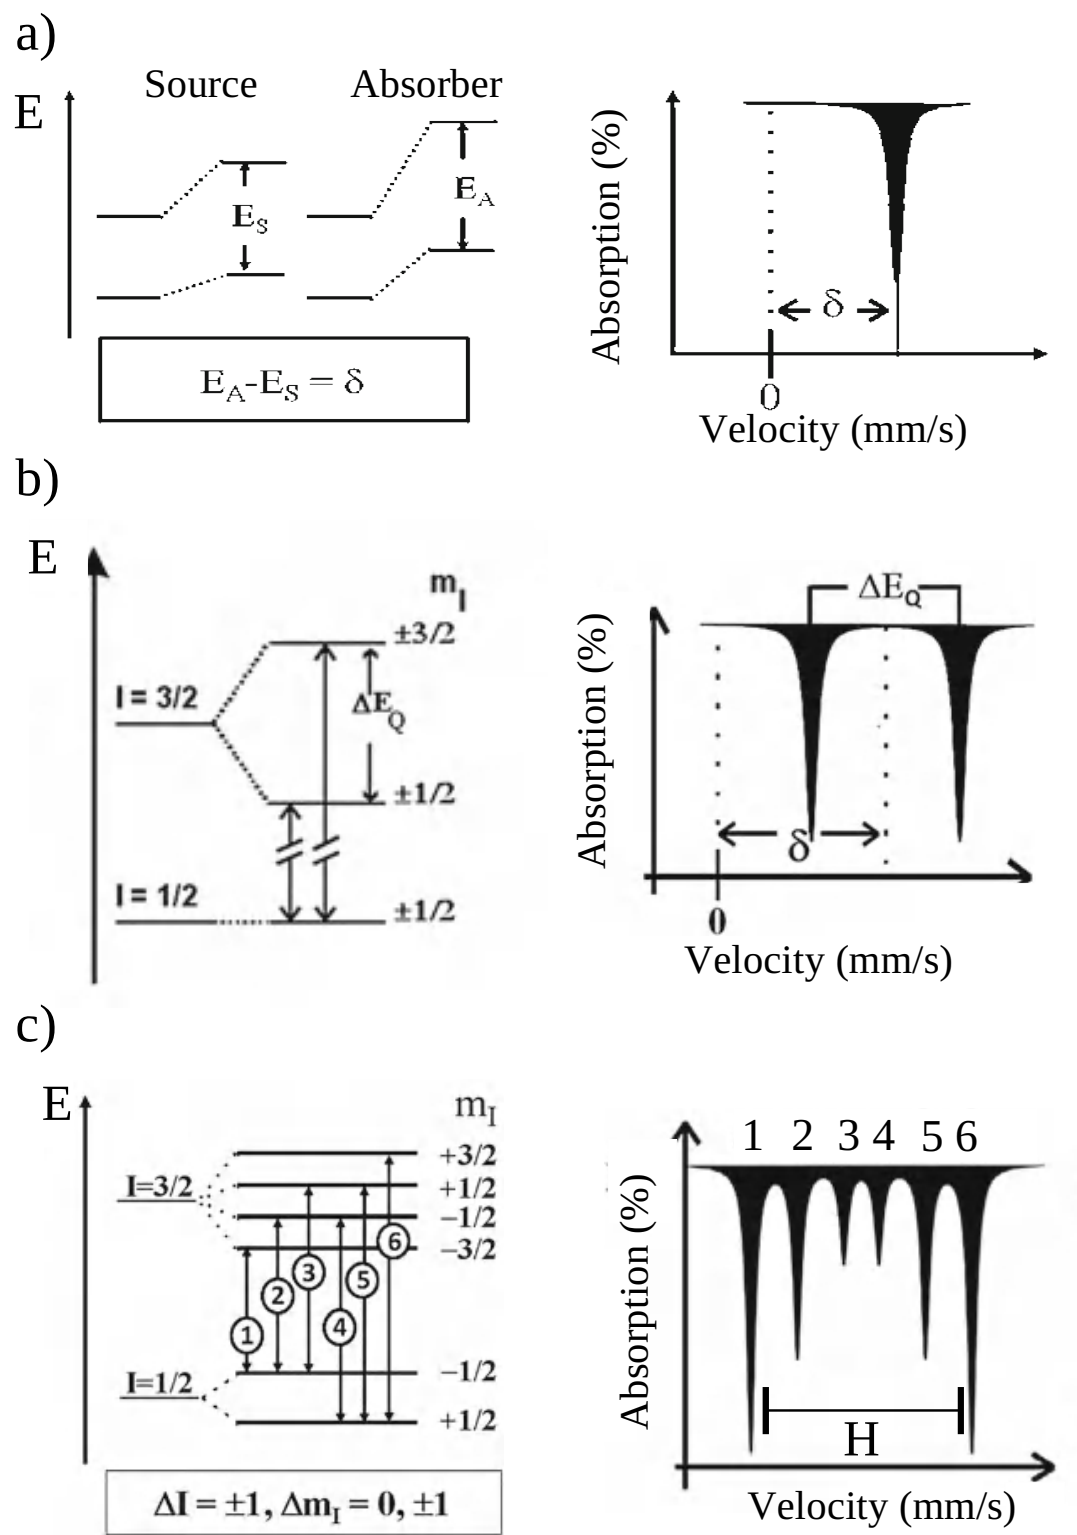 a)
Source
Absorber
E
E_S
E_A
E_A-E_S = δ
Absorption (%)
δ
0
Velocity (mm/s)
b)
E
m_I
±3/2
I = 3/2
ΔE_Q
±1/2
I = 1/2
±1/2
ΔE_Q
Absorption (%)
δ
0
Velocity (mm/s)
c)
E
m_I
+3/2
I=3/2
+1/2
−1/2
−3/2
6
3
5
2
4
1
−1/2
I=1/2
+1/2
ΔI = ±1, Δm_I = 0, ±1
1 2 3 4 5 6
Absorption (%)
H
Velocity (mm/s)